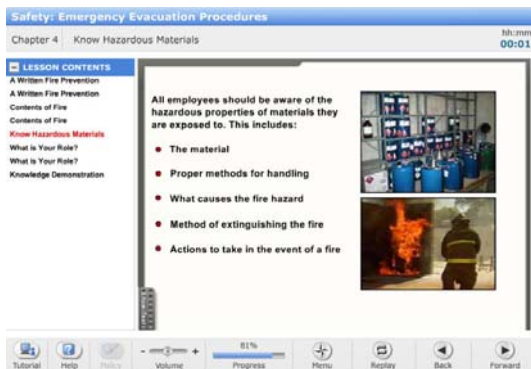 Safety: Emergency Evacuation Procedures
Chapter 4 Know Hazardous Materials
hh:mm
00:01
LESSON CONTENTS
A Written Fire Prevention
A Written Fire Prevention
Contents of Fire
Contents of Fire
Know Hazardous Materials
What is Your Role?
What is Your Role?
Knowledge Demonstration
All employees should be aware of the
hazardous properties of materials they
are exposed to. This includes:
The material
Proper methods for handling
What causes the fire hazard
Method of extinguishing the fire
Actions to take in the event of a fire
81%
Tutorial Help Policy - + Volume Progress Menu Replay Back Forward